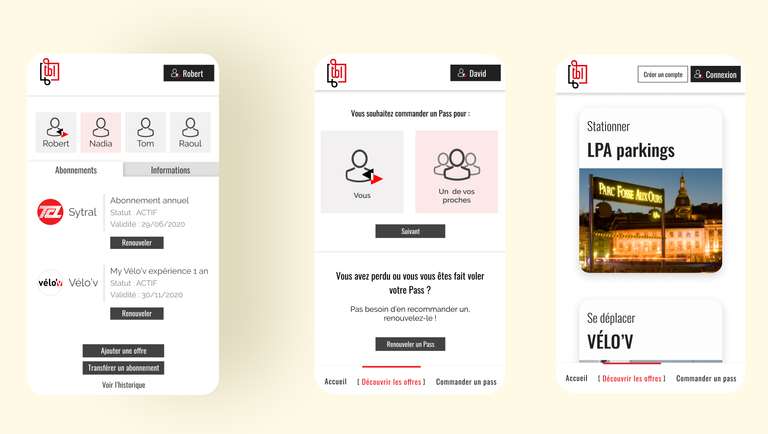 tbl
Robert
Robert
Nadia
Tom
Raoul
Abonnements
Informations
TCL
Sytral
Abonnement annuel
Statut : ACTIF
Validité : 29/06/2020
Renouveler
vélo'v
Vélo'v
My Vélo'v expérience 1 an
Statut : ACTIF
Validité : 30/11/2020
Renouveler
Ajouter une offre
Transférer un abonnement
Voir l'historique
tbl
David
Vous souhaitez commander un Pass pour :
Vous
Un de vos
proches
Suivant
Vous avez perdu ou vous vous êtes fait voler
votre Pass ?
Pas besoin d'en recommander un,
renouvelez-le !
Renouveler un Pass
Accueil
[ Découvrir les offres ]
Commander un pass
tbl
Créer un compte
Connexion
Stationner
LPA parkings
PARC FOSSE AUX OURS
Se déplacer
VÉLO'V
Accueil
[ Découvrir les offres ]
Commander un pass